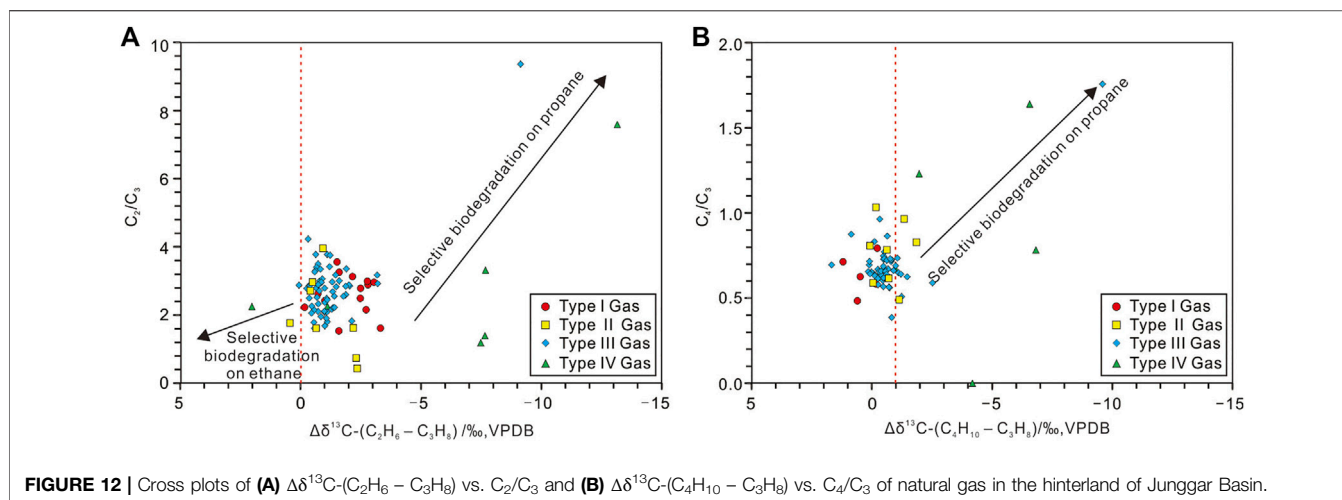 A
10
8
6
4
2
0
C₂/C₃
5
0
−5
−10
−15
Δδ¹³C-(C₂H₆ − C₃H₈) /‰,VPDB
Selective biodegradation on propane
Selective
biodegradation
on ethane
Type I Gas
Type II Gas
Type III Gas
Type IV Gas
B
2.0
1.5
1.0
0.5
0.0
C₄/C₃
5
0
-5
-10
-15
Δδ¹³C-(C₄H₁₀ − C₃H₈)/‰,VPDB
Selective biodegradation on propane
Type I Gas
Type II Gas
Type III Gas
Type IV Gas
FIGURE 12 | Cross plots of (A) Δδ¹³C-(C₂H₆ – C₃H₈) vs. C₂/C₃ and (B) Δδ¹³C-(C₄H₁₀ – C₃H₈) vs. C₄/C₃ of natural gas in the hinterland of Junggar Basin.